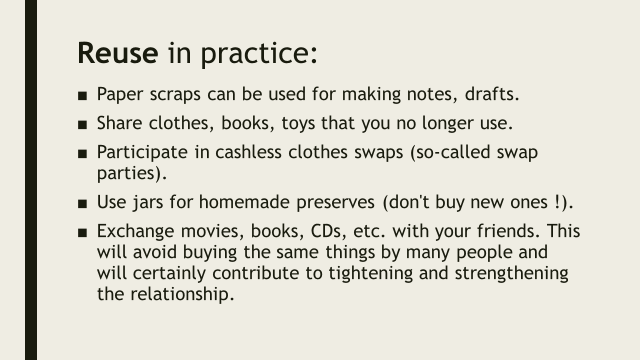 Reuse in practice:
■ Paper scraps can be used for making notes, drafts.
■ Share clothes, books, toys that you no longer use.
■ Participate in cashless clothes swaps (so-called swap
parties).
■ Use jars for homemade preserves (don't buy new ones !).
■ Exchange movies, books, CDs, etc. with your friends. This
will avoid buying the same things by many people and
will certainly contribute to tightening and strengthening
the relationship.